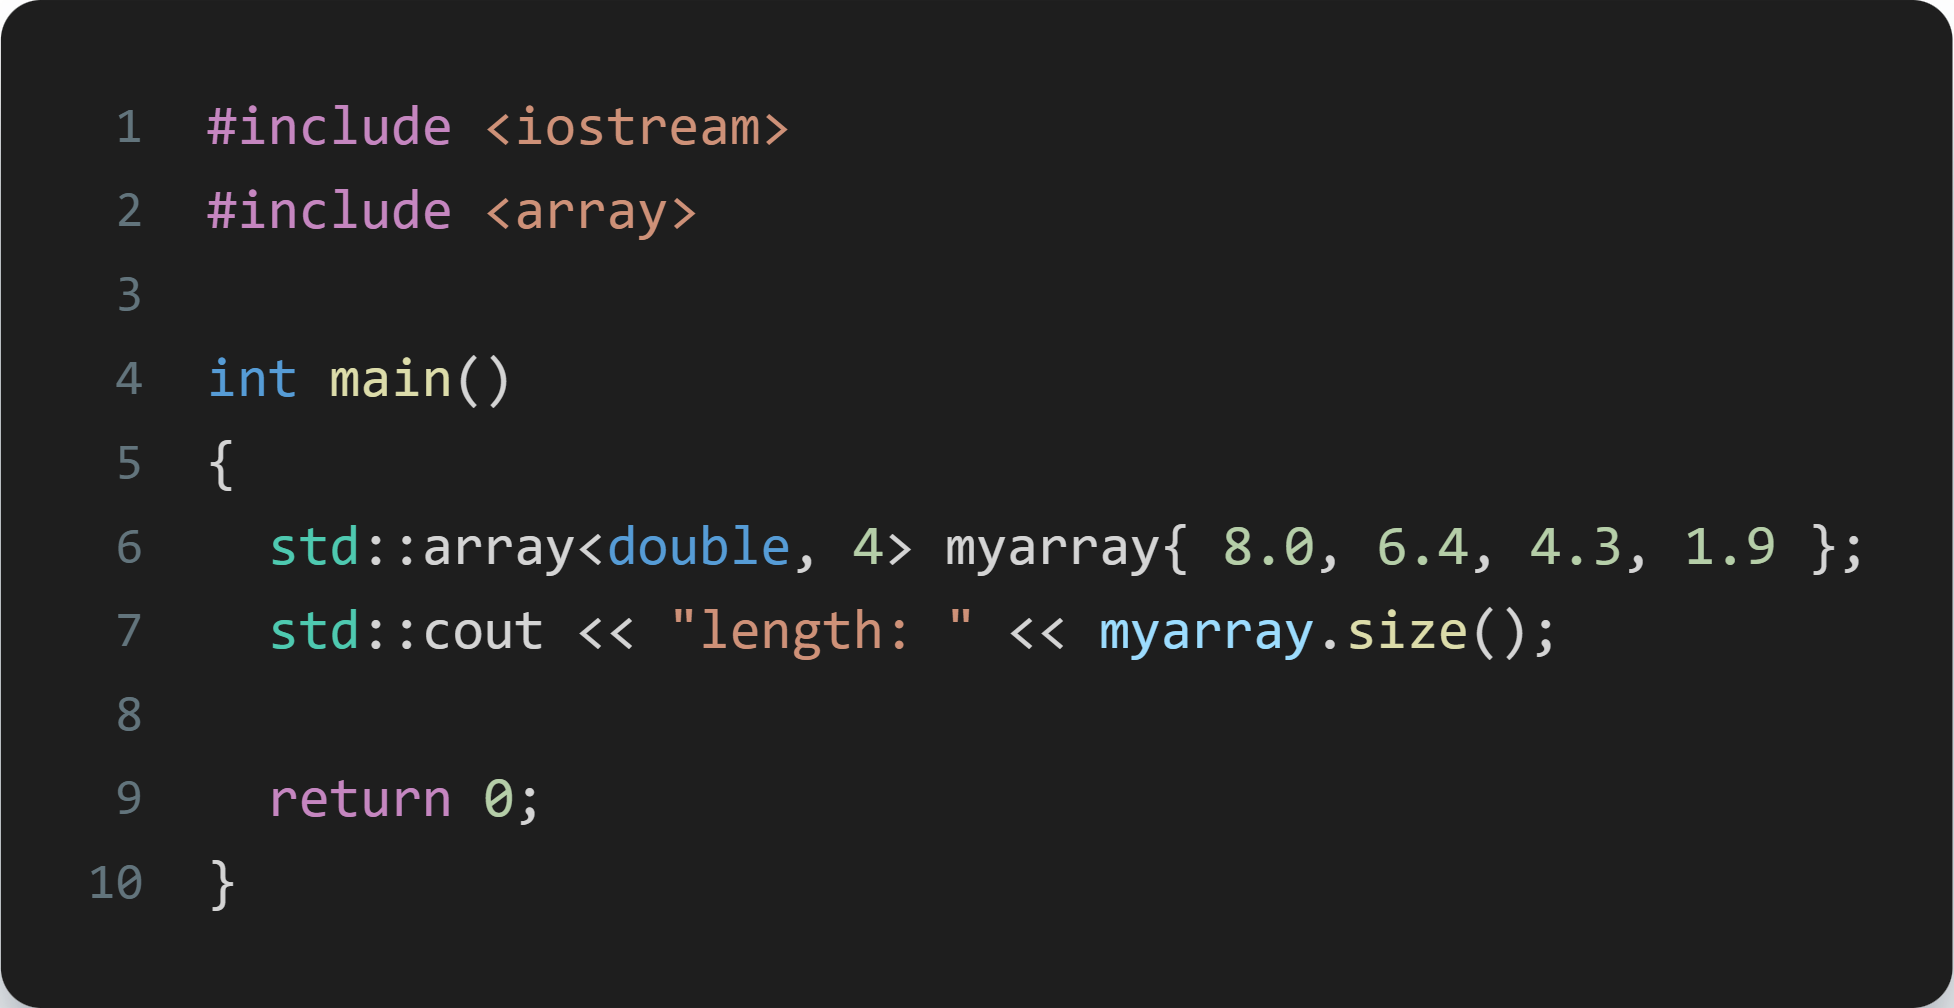 1 #include <iostream>
2 #include <array>
3
4 int main()
5 {
6   std::array<double, 4> myarray{ 8.0, 6.4, 4.3, 1.9 };
7   std::cout << "length: " << myarray.size();
8
9   return 0;
10 }